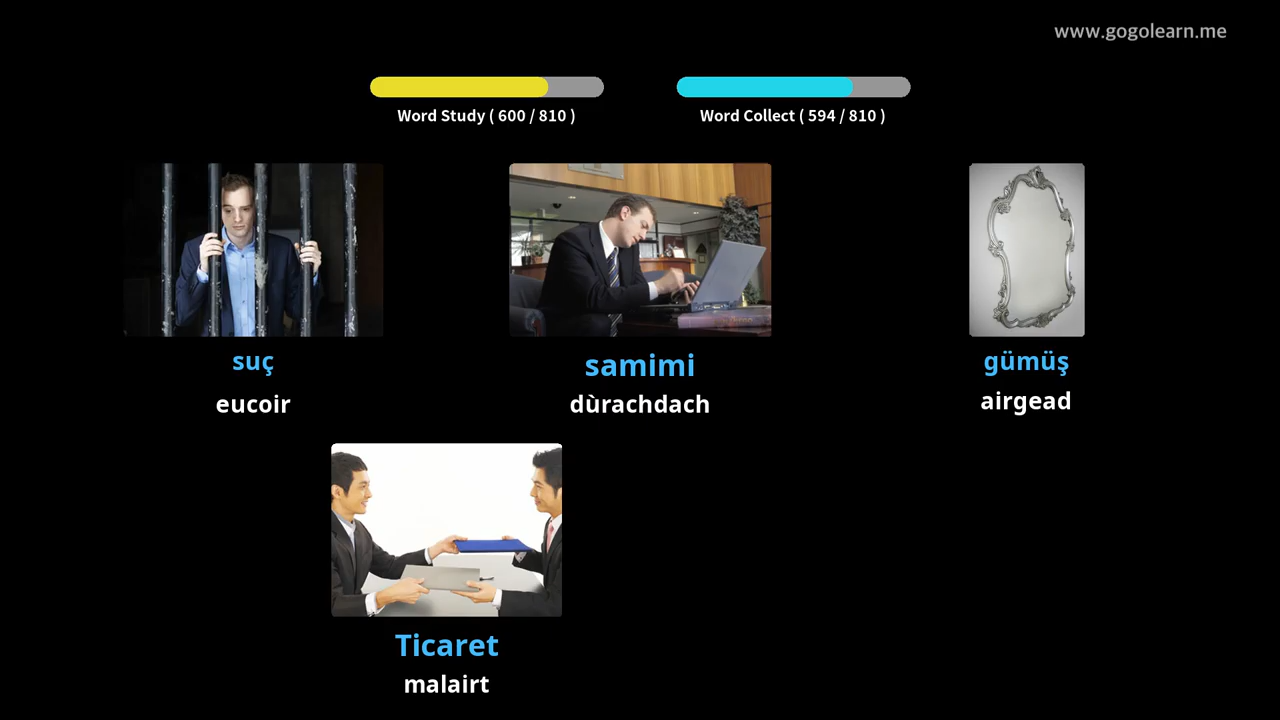 www.gogolearn.me
Word Study ( 600 / 810 )
Word Collect ( 594 / 810 )
suç
eucoir
samimi
dùrachdach
gümüş
airgead
Ticaret
malairt